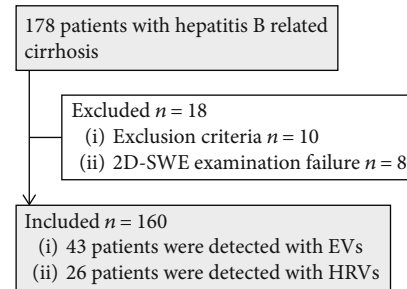 178 patients with hepatitis B related
cirrhosis
Excluded n = 18
(i) Exclusion criteria n = 10
(ii) 2D-SWE examination failure n = 8
Included n = 160
(i) 43 patients were detected with EVs
(ii) 26 patients were detected with HRVs